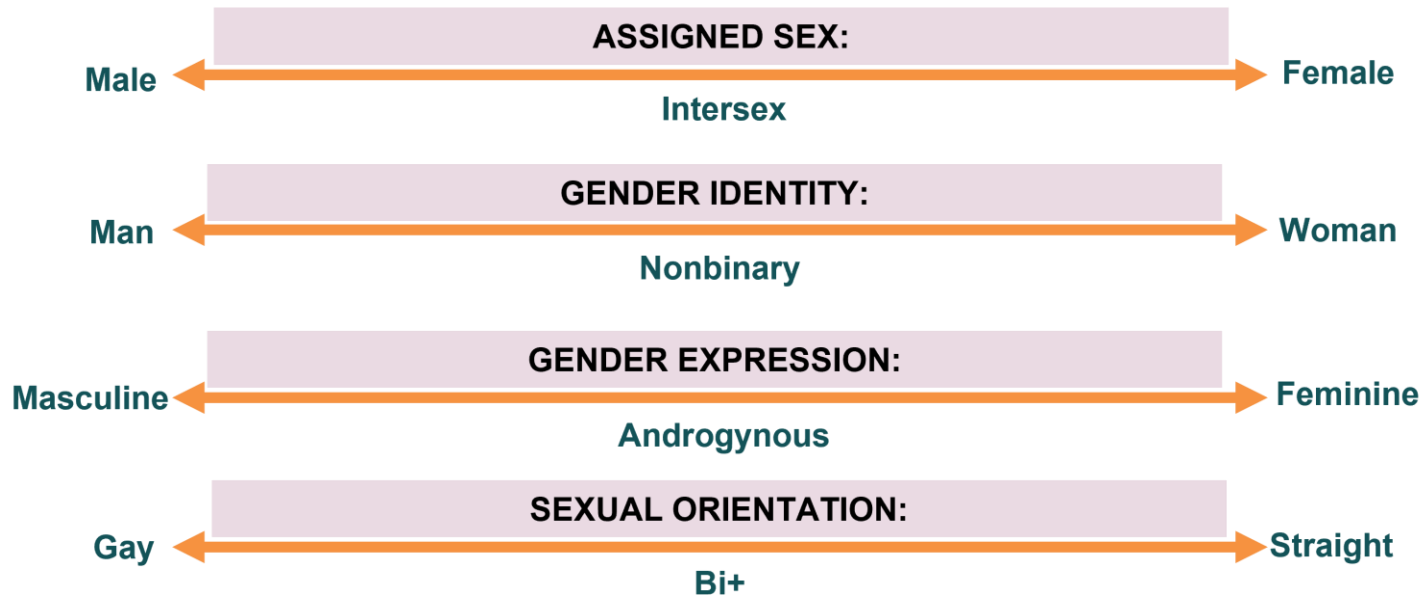 ASSIGNED SEX:
Male
Female
Intersex
GENDER IDENTITY:
Man
Woman
Nonbinary
GENDER EXPRESSION:
Masculine
Feminine
Androgynous
SEXUAL ORIENTATION:
Gay
Straight
Bi+